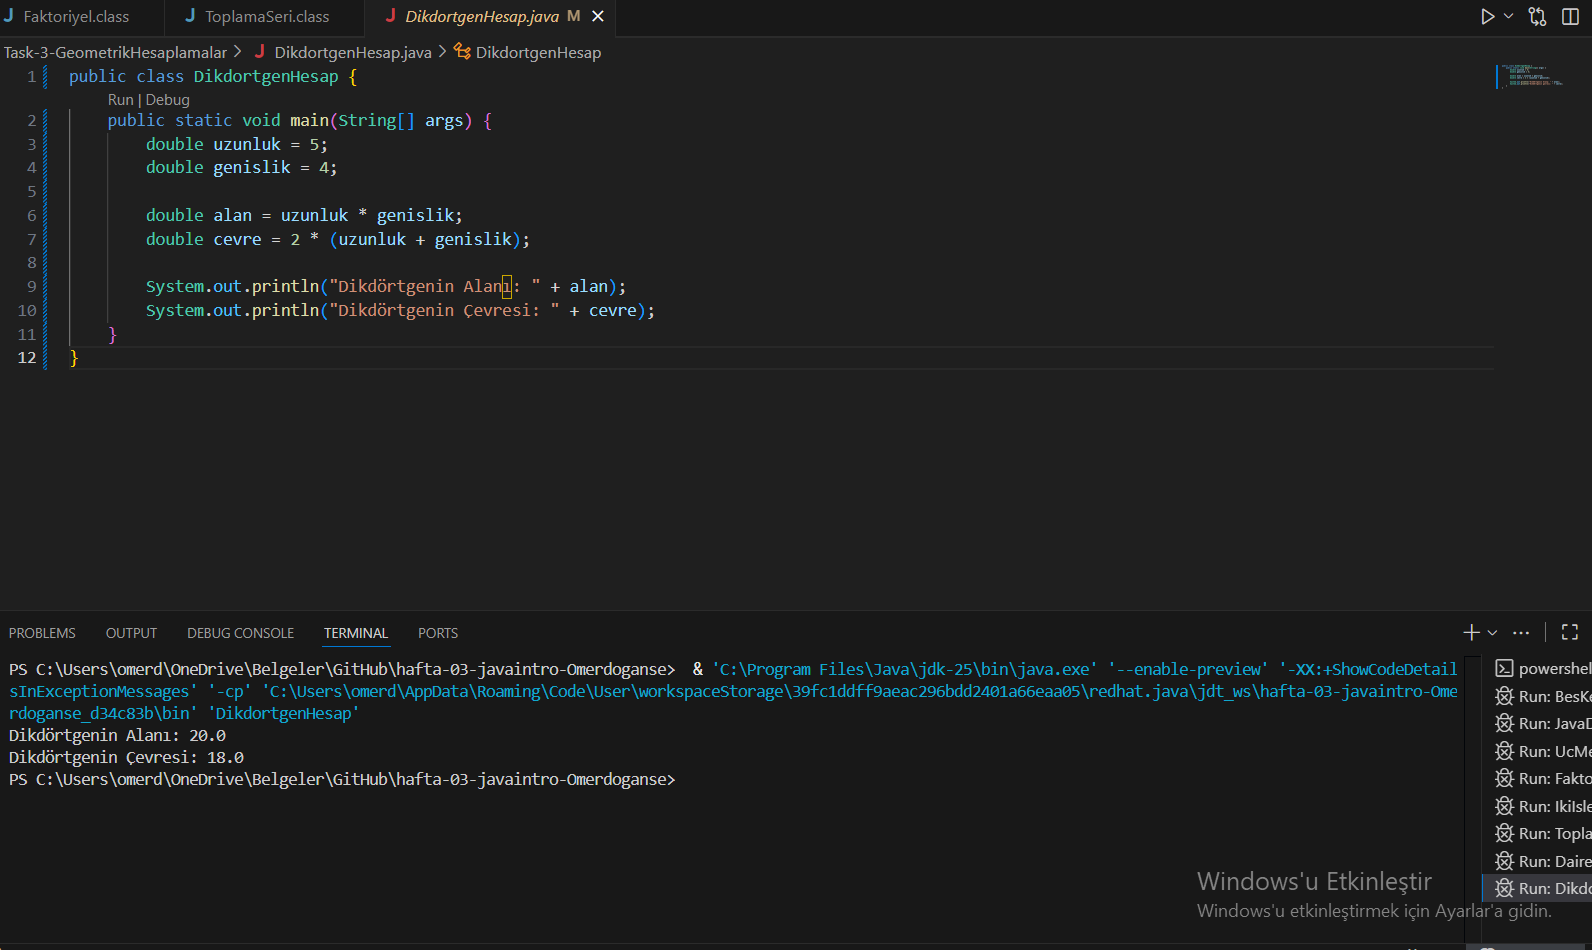 Faktoriyel.class
ToplamaSeri.class
DikdortgenHesap.java M
Task-3-GeometrikHesaplamalar > DikdortgenHesap.java > DikdortgenHesap
1 public class DikdortgenHesap {
Run | Debug
2 public static void main(String[] args) {
3 double uzunluk = 5;
4 double genislik = 4;
5
6 double alan = uzunluk * genislik;
7 double cevre = 2 * (uzunluk + genislik);
8
9 System.out.println("Dikdörtgenin Alanı: " + alan);
10 System.out.println("Dikdörtgenin Çevresi: " + cevre);
11 }
12 }
PROBLEMS OUTPUT DEBUG CONSOLE TERMINAL PORTS
PS C:\Users\omerd\OneDrive\Belgeler\GitHub\hafta-03-javaintro-Omerdoganse> & 'C:\Program Files\Java\jdk-25\bin\java.exe' '--enable-preview' '-XX:+ShowCodeDetail
sInExceptionMessages' '-cp' 'C:\Users\omerd\AppData\Roaming\Code\User\workspaceStorage\39fc1ddff9aeac296bdd2401a66eaa05\redhat.java\jdt_ws\hafta-03-javaintro-Ome
rdoganse_d34c83b\bin' 'DikdortgenHesap'
Dikdörtgenin Alanı: 20.0
Dikdörtgenin Çevresi: 18.0
PS C:\Users\omerd\OneDrive\Belgeler\GitHub\hafta-03-javaintro-Omerdoganse>
powershel
Run: BesKe
Run: JavaD
Run: UcMe
Run: Fakto
Run: IkiIsle
Run: Topla
Run: Daire
Run: Dikdo
Windows'u Etkinleştir
Windows'u etkinleştirmek için Ayarlar'a gidin.